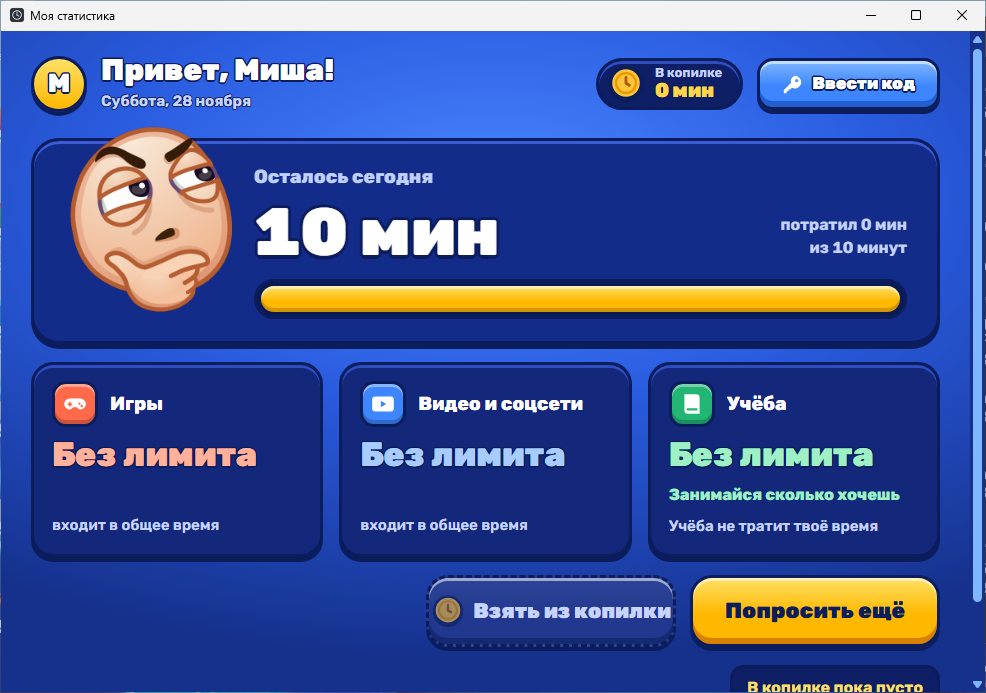 Моя статистика
М
Привет, Миша!
Суббота, 28 ноября
В копилке
0 мин
Ввести код
Осталось сегодня
10 мин
потратил 0 мин
из 10 минут
Игры
Без лимита
входит в общее время
Видео и соцсети
Без лимита
входит в общее время
Учёба
Без лимита
Занимайся сколько хочешь
Учёба не тратит твоё время
Взять из копилки
Попросить ещё
В копилке пока пусто